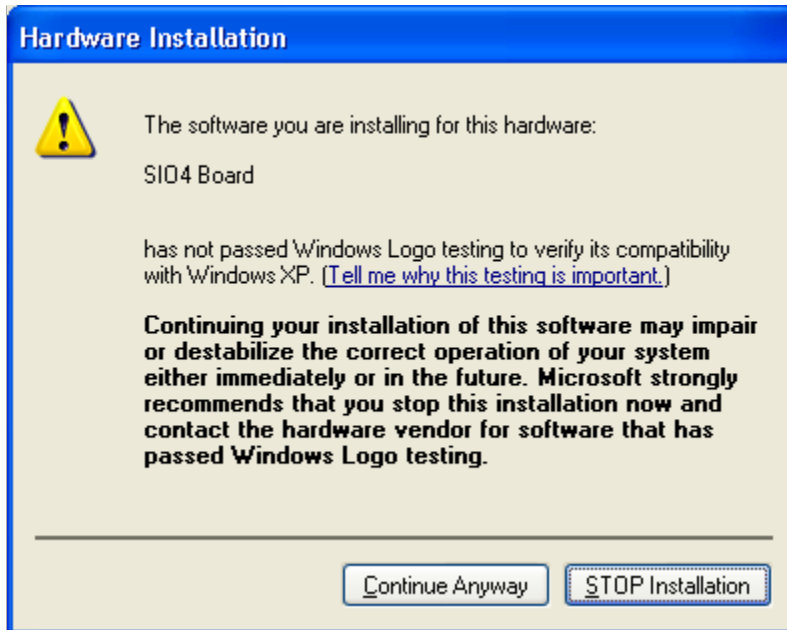 Hardware Installation
The software you are installing for this hardware:
SIO4 Board
has not passed Windows Logo testing to verify its compatibility
with Windows XP. (Tell me why this testing is important.)
Continuing your installation of this software may impair
or destabilize the correct operation of your system
either immediately or in the future. Microsoft strongly
recommends that you stop this installation now and
contact the hardware vendor for software that has
passed Windows Logo testing.
Continue Anyway STOP Installation